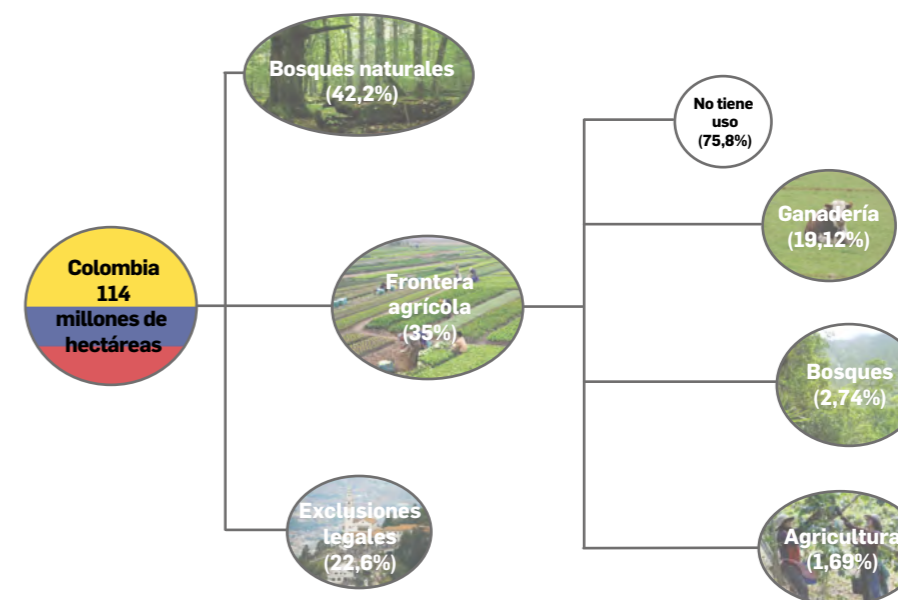 Colombia
114
millones de
hectáreas
Bosques naturales
(42,2%)
Frontera
agrícola
(35%)
Exclusiones
legales
(22,6%)
No tiene
uso
(75,8%)
Ganadería
(19,12%)
Bosques
(2,74%)
Agricultura
(1,69%)